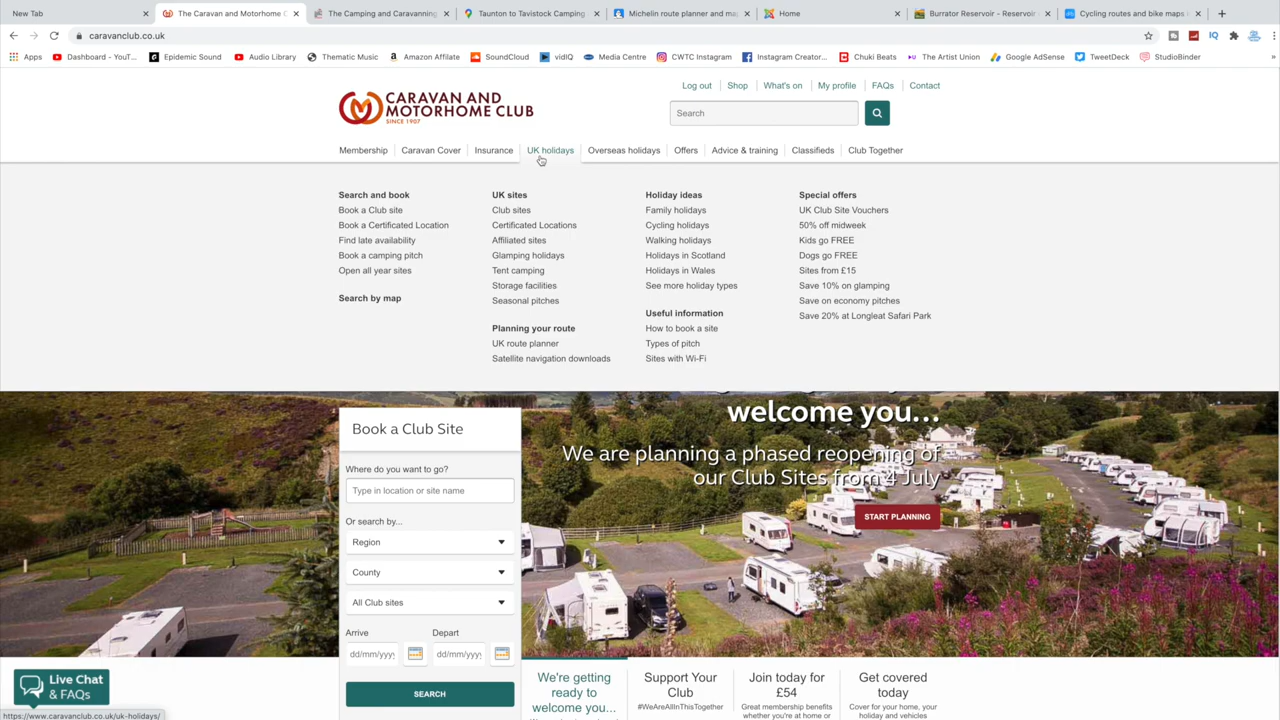 New Tab
The Caravan and Motorhome C
The Camping and Caravanning
Taunton to Tavistock Camping
Michelin route planner and ma
Home
Burrator Reservoir - Reservoir
Cycling routes and bike maps i
caravanclub.co.uk
Apps
Dashboard - YouT...
Epidemic Sound
Audio Library
Thematic Music
Amazon Affilate
SoundCloud
vidIQ
Media Centre
CWTC Instagram
Instagram Creator...
Chuki Beats
The Artist Union
Google AdSense
TweetDeck
StudioBinder
Log out
Shop
What's on
My profile
FAQs
Contact
CARAVAN AND
MOTORHOME CLUB
SINCE 1907
Search
Membership
Caravan Cover
Insurance
UK holidays
Overseas holidays
Offers
Advice & training
Classifieds
Club Together
Search and book
Book a Club site
Book a Certificated Location
Find late availability
Book a camping pitch
Open all year sites
Search by map
UK sites
Club sites
Certificated Locations
Affiliated sites
Glamping holidays
Tent camping
Storage facilities
Seasonal pitches
Planning your route
UK route planner
Satellite navigation downloads
Holiday ideas
Family holidays
Cycling holidays
Walking holidays
Holidays in Scotland
Holidays in Wales
See more holiday types
Useful information
How to book a site
Types of pitch
Sites with Wi-Fi
Special offers
UK Club Site Vouchers
50% off midweek
Kids go FREE
Dogs go FREE
Sites from £15
Save 10% on glamping
Save on economy pitches
Save 20% at Longleat Safari Park
welcome you...
We are planning a phased reopening of
our Club Sites from 4 July
START PLANNING
Book a Club Site
Where do you want to go?
Type in location or site name
Or search by...
Region
County
All Club sites
Arrive
Depart
dd/mm/yyyy
dd/mm/yyyy
SEARCH
Live Chat
& FAQs
We're getting
ready to
welcome you...
Support Your
Club
#WeAreAllInThisTogether
Join today for
£54
Great membership benefits
whether you're at home or
Get covered
today
Cover for your home, your
holiday and vehicles
https://www.caravanclub.co.uk/uk-holidays/